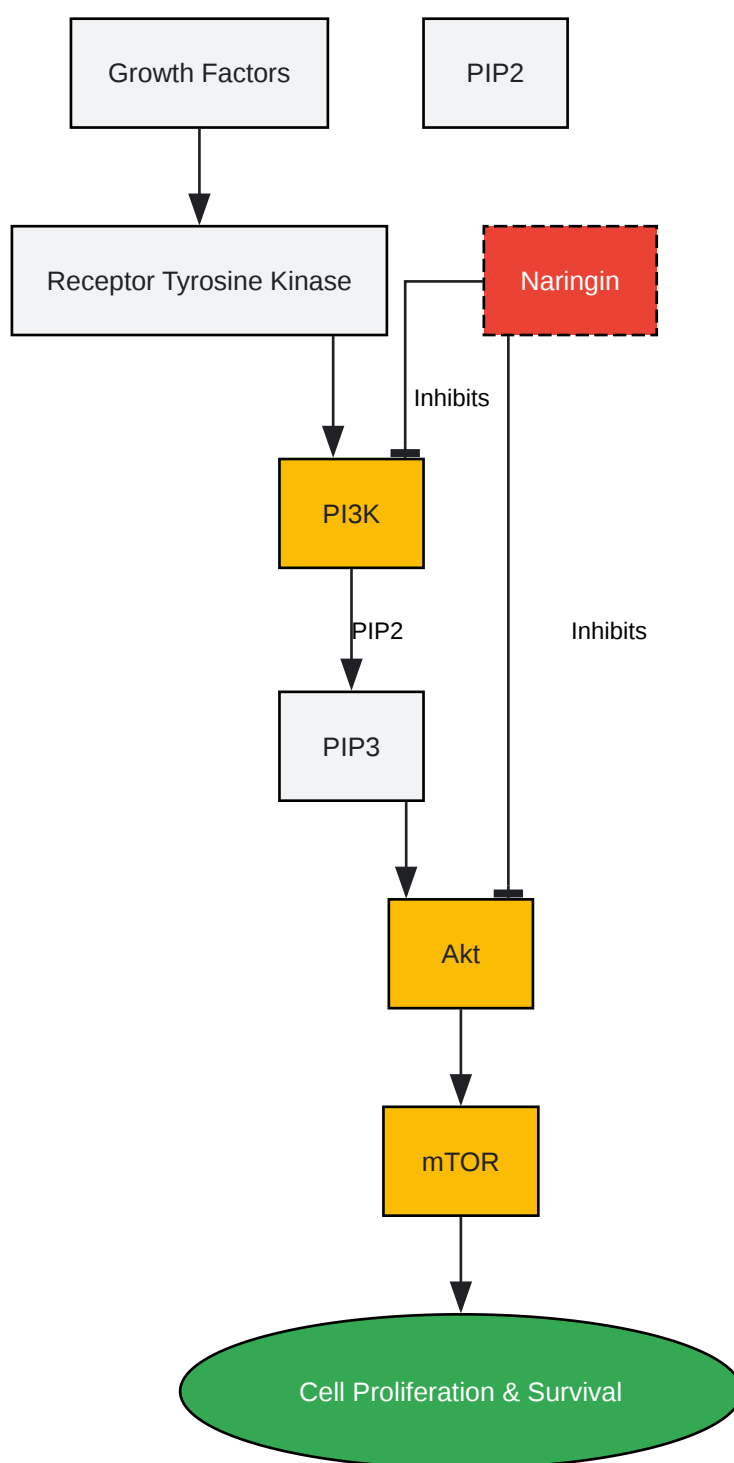 Growth Factors
PIP2
Receptor Tyrosine Kinase
Naringin
Inhibits
PI3K
PIP2
Inhibits
PIP3
Akt
mTOR
Cell Proliferation & Survival